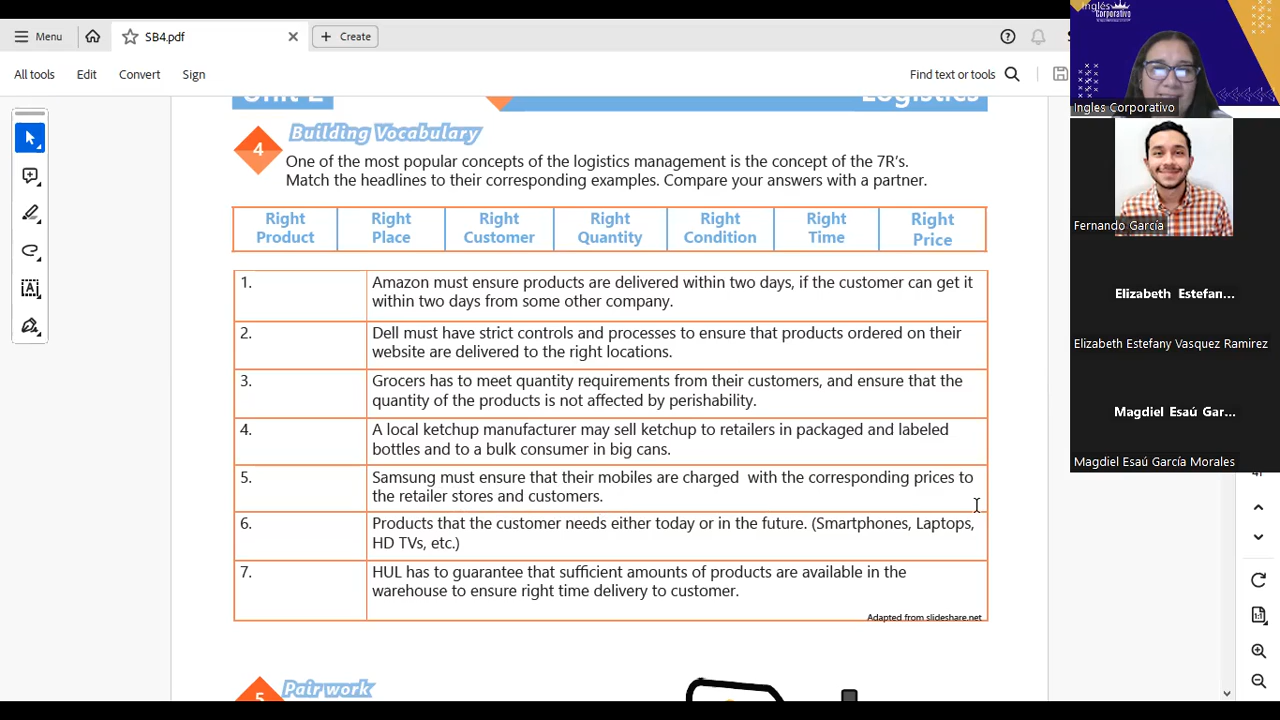 Menu
SB4.pdf
Create
All tools
Edit
Convert
Sign
Find text or tools
Unit 2
Logistics
4
Building Vocabulary
One of the most popular concepts of the logistics management is the concept of the 7R's.
Match the headlines to their corresponding examples. Compare your answers with a partner.
Right Product
Right Place
Right Customer
Right Quantity
Right Condition
Right Time
Right Price
1.
Amazon must ensure products are delivered within two days, if the customer can get it
within two days from some other company.
2.
Dell must have strict controls and processes to ensure that products ordered on their
website are delivered to the right locations.
3.
Grocers has to meet quantity requirements from their customers, and ensure that the
quantity of the products is not affected by perishability.
4.
A local ketchup manufacturer may sell ketchup to retailers in packaged and labeled
bottles and to a bulk consumer in big cans.
5.
Samsung must ensure that their mobiles are charged with the corresponding prices to
the retailer stores and customers.
6.
Products that the customer needs either today or in the future. (Smartphones, Laptops,
HD TVs, etc.)
7.
HUL has to guarantee that sufficient amounts of products are available in the
warehouse to ensure right time delivery to customer.
Adapted from slideshare.net
5
Pair work
Inglés
Corporativo
Ingles Corporativo
Fernando García
Elizabeth Estefan...
Elizabeth Estefany Vasquez Ramirez
Magdiel Esaú Gar...
Magdiel Esaú García Morales